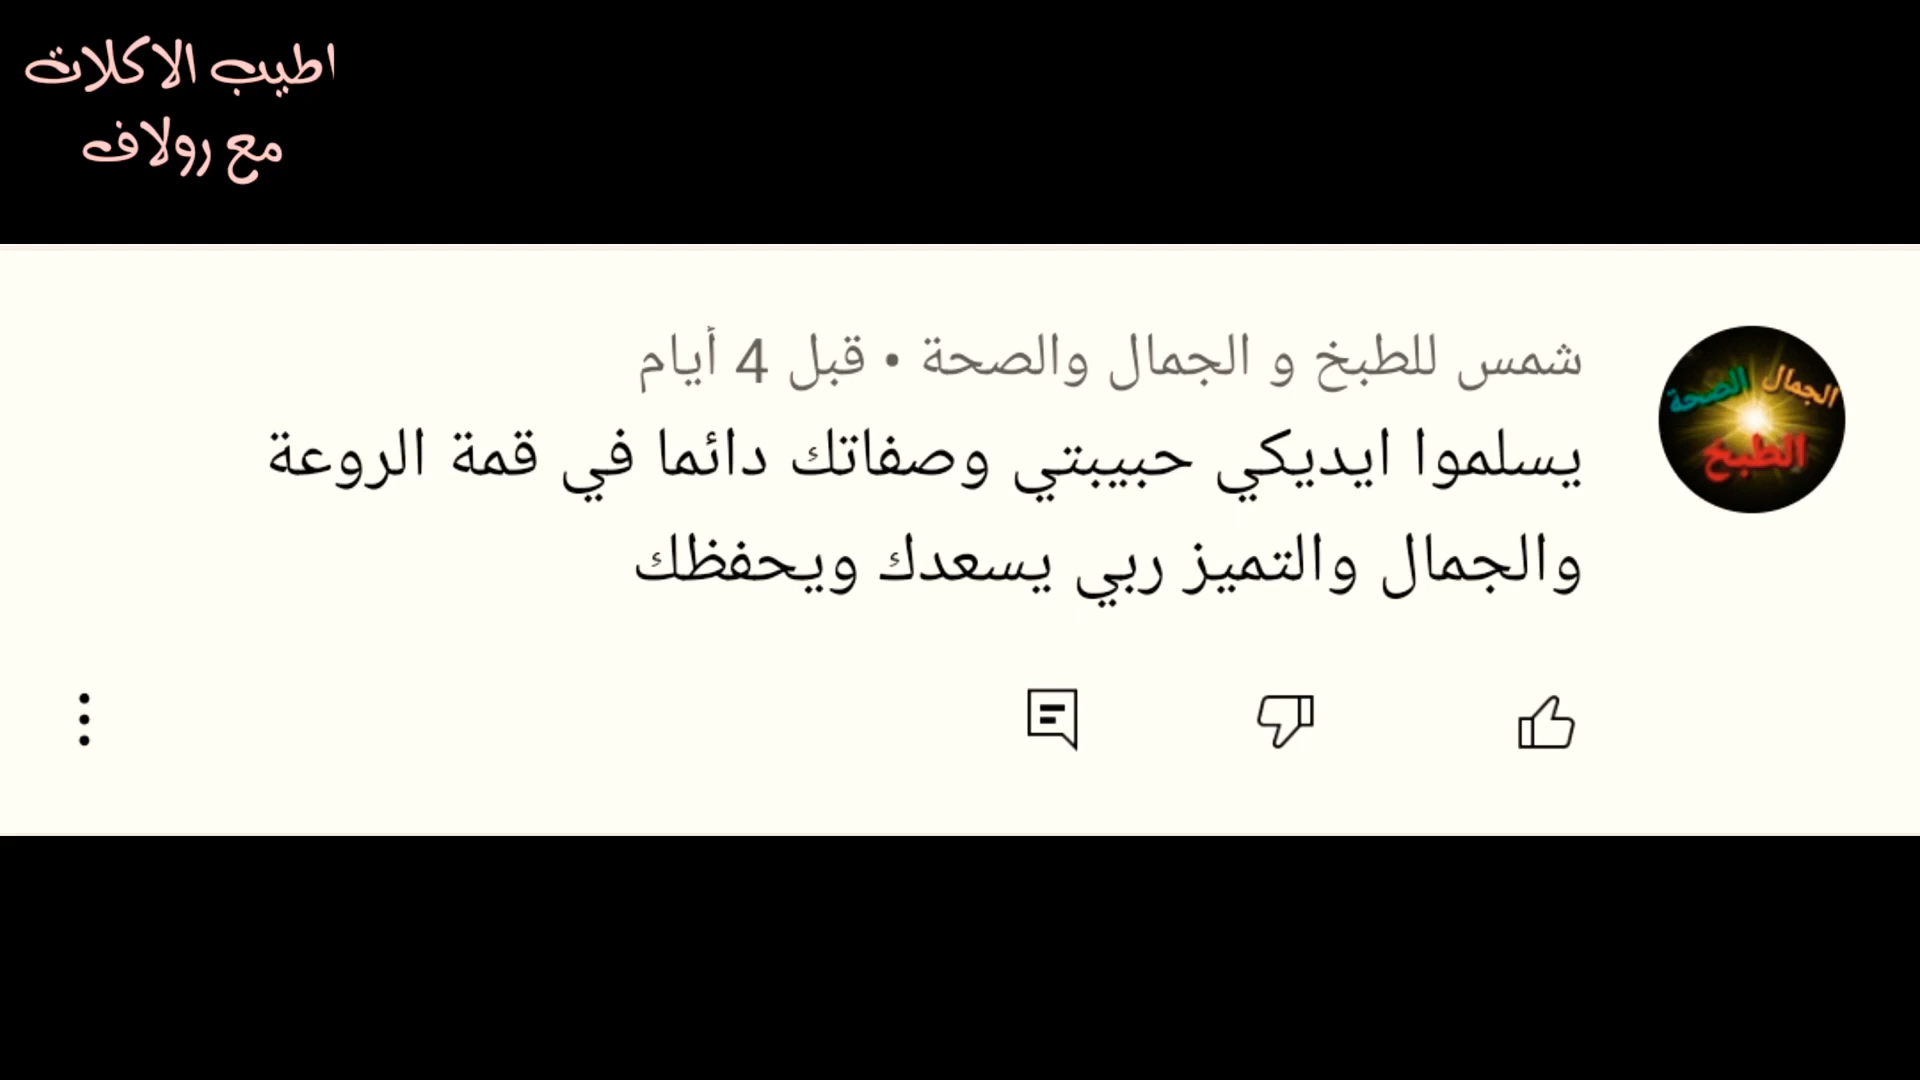 اطيب الاكلات
مع رولاف
شمس للطبخ و الجمال والصحة • قبل 4 أيام
يسلموا ايديكي حبيبتي وصفاتك دائما في قمة الروعة
والجمال والتميز ربي يسعدك ويحفظك
الجمال الصحة
الطبخ